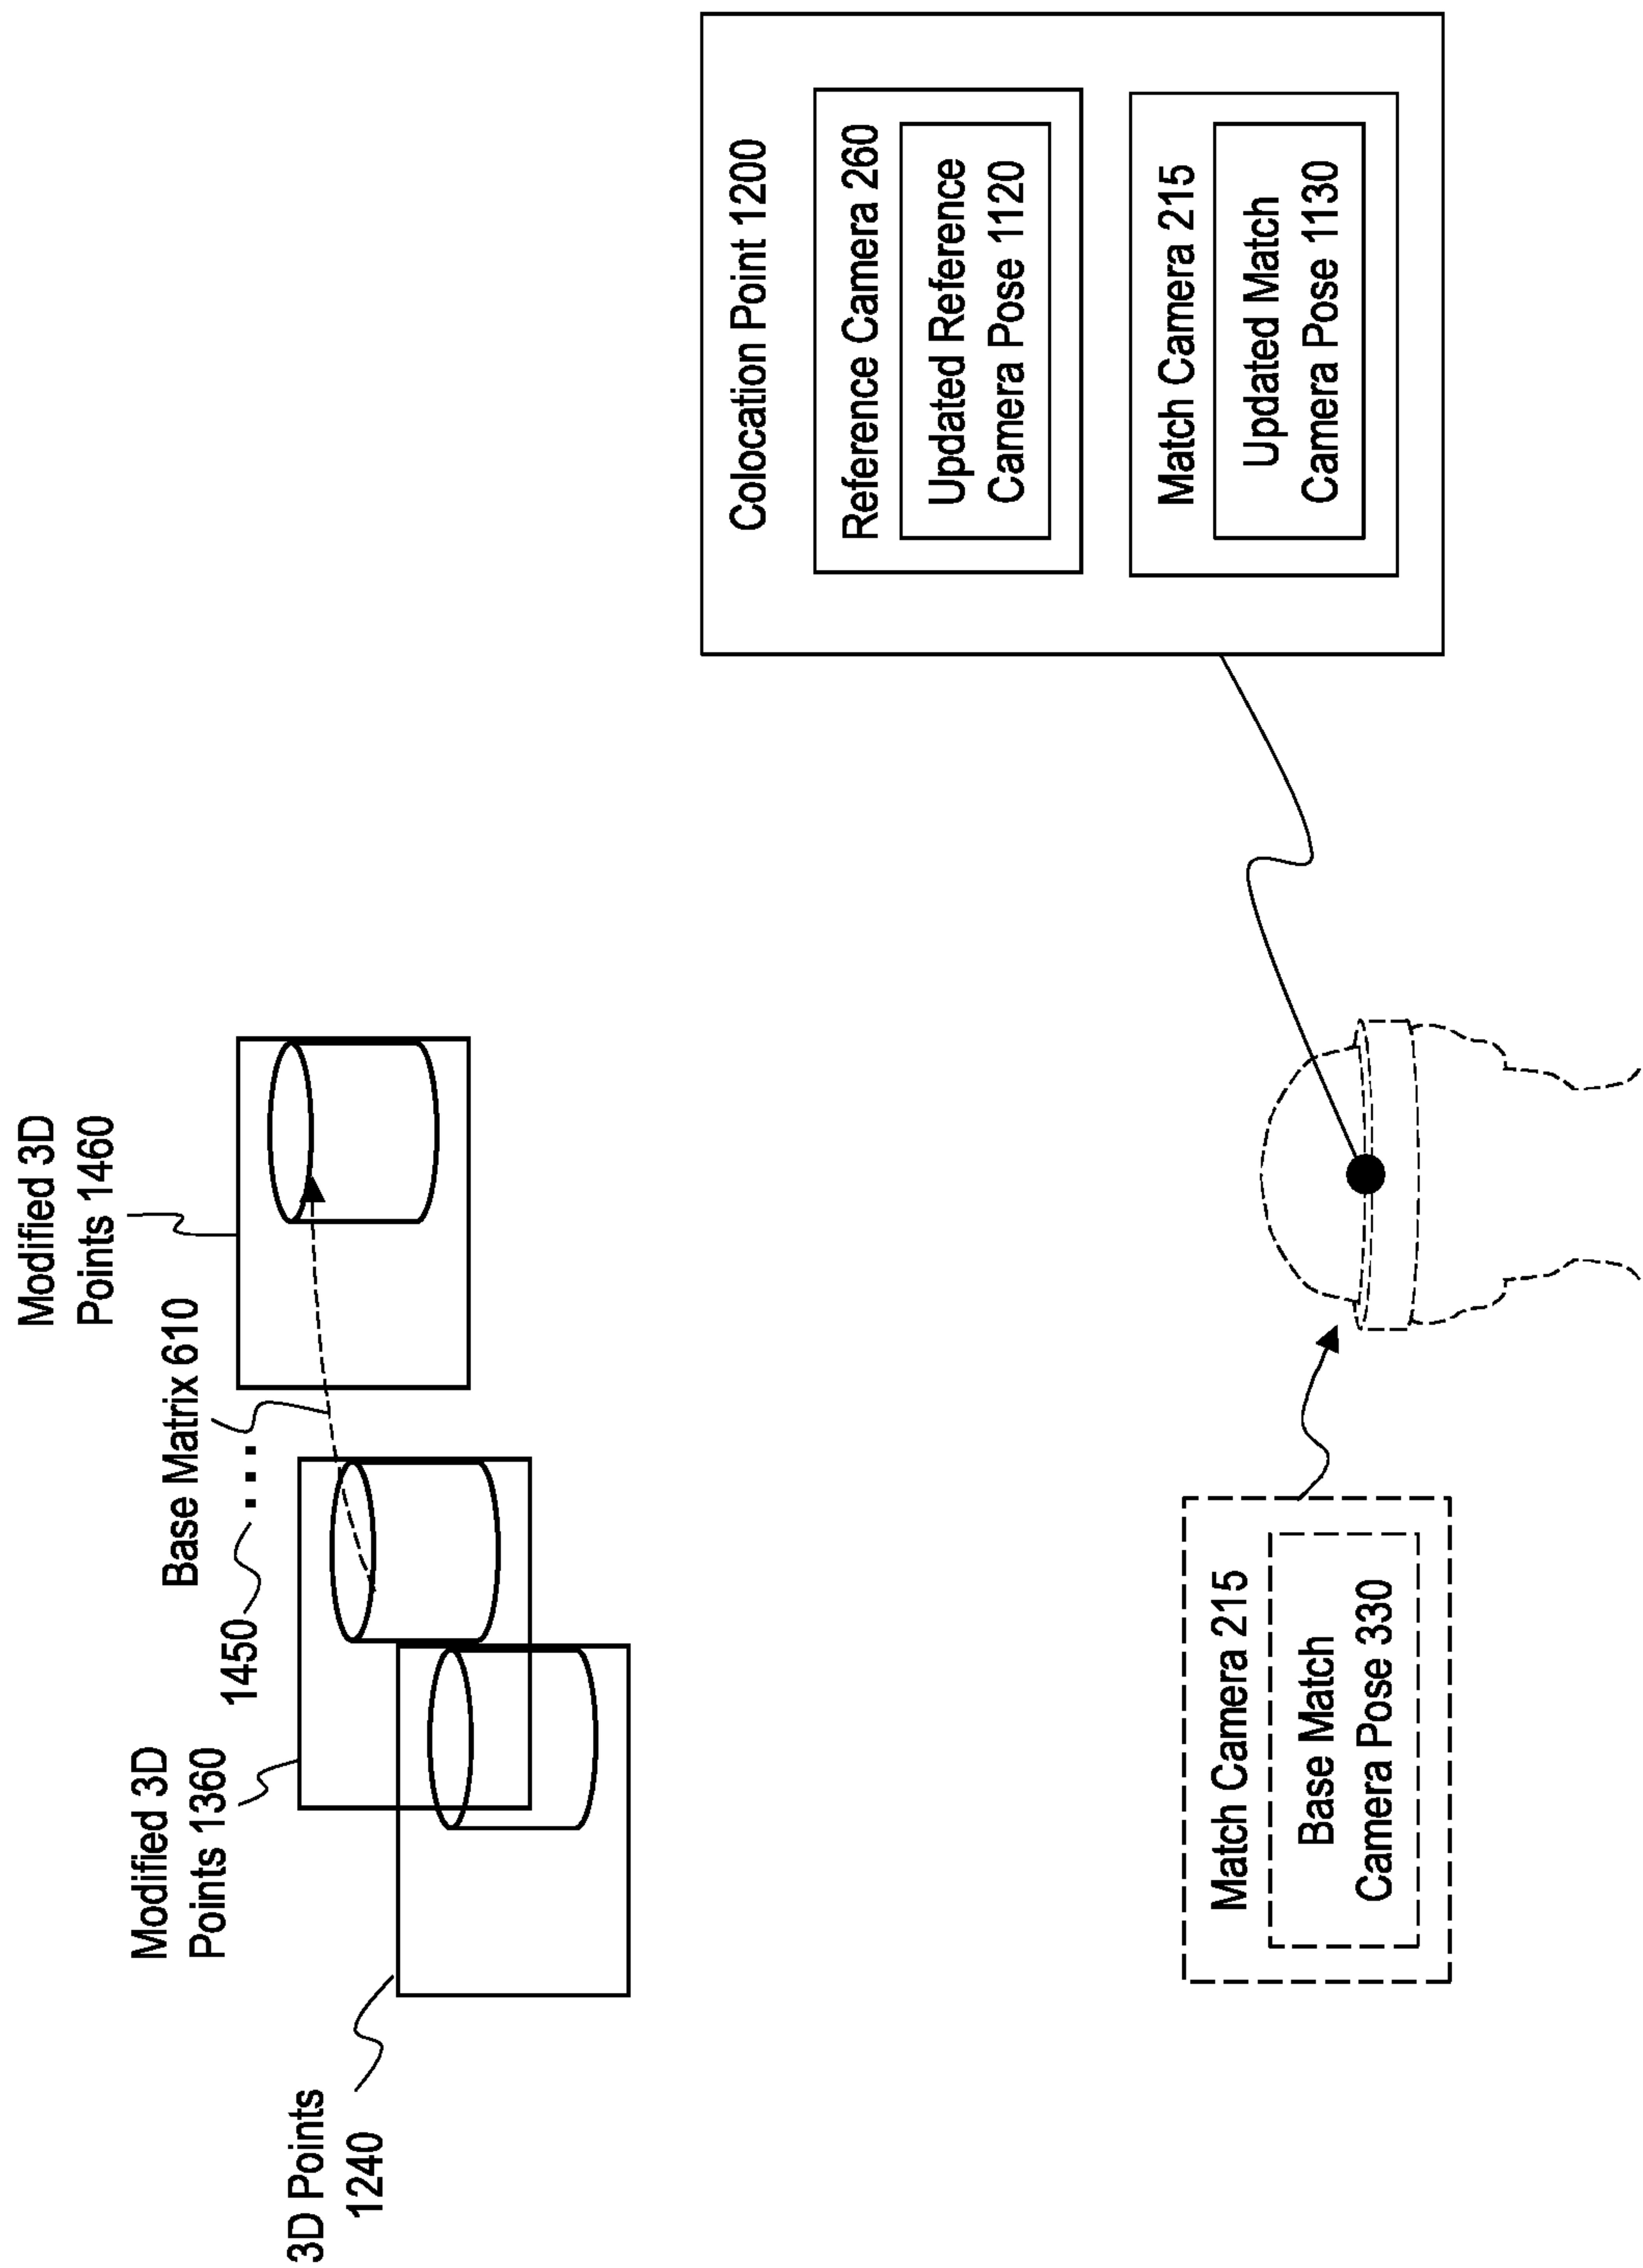 Modified 3D
Points 1460
Base Matrix 610
1450
Modified 3D
Points 1360
3D Points
1240
Colocation Point 1200
Reference Camera 260
Updated Reference
Camera Pose 1120
Match Camera 215
Updated Match
Camera Pose 1130
Match Camera 215
Base Match
Camera Pose 330